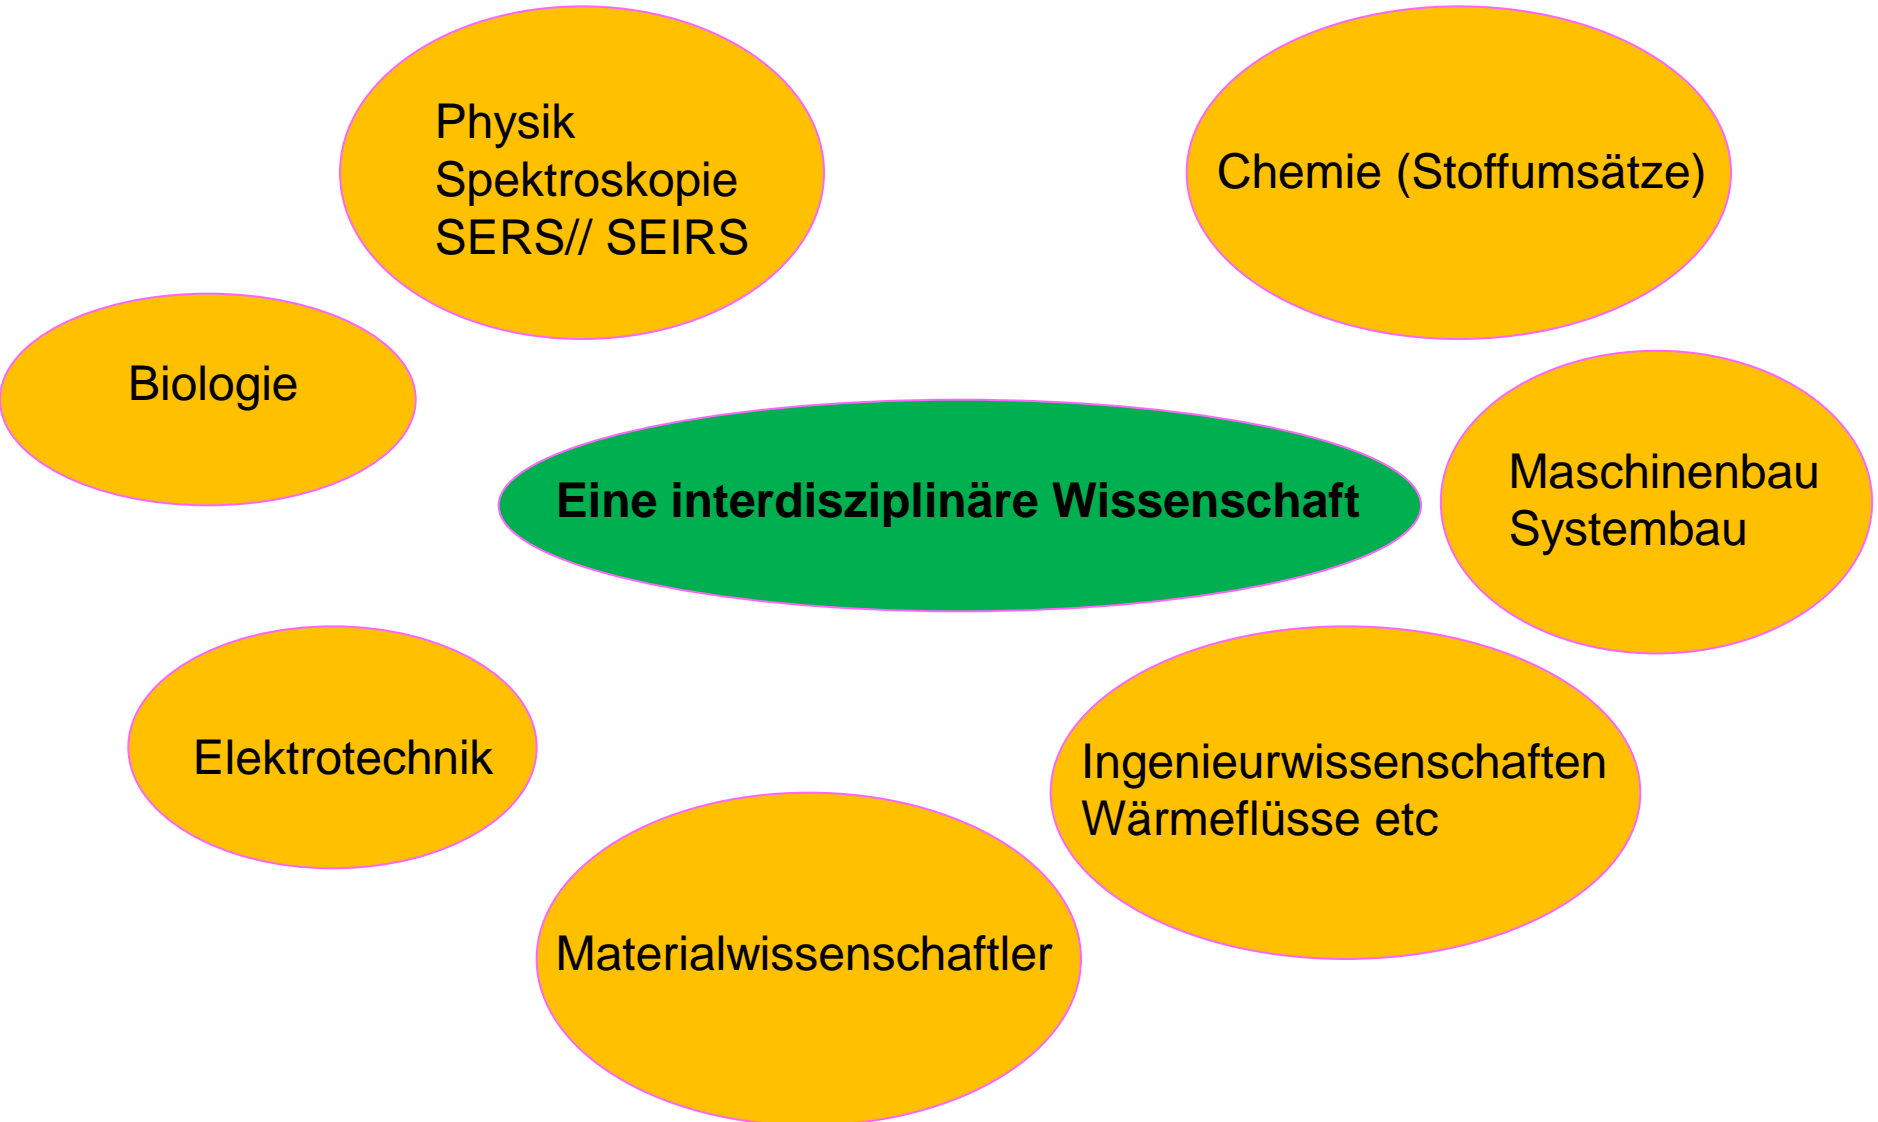 Physik
Spektroskopie
SERS// SEIRS
Chemie (Stoffumsätze)
Biologie
Eine interdisziplinäre Wissenschaft
Maschinenbau
Systembau
Elektrotechnik
Ingenieurwissenschaften
Wärmeflüsse etc
Materialwissenschaftler